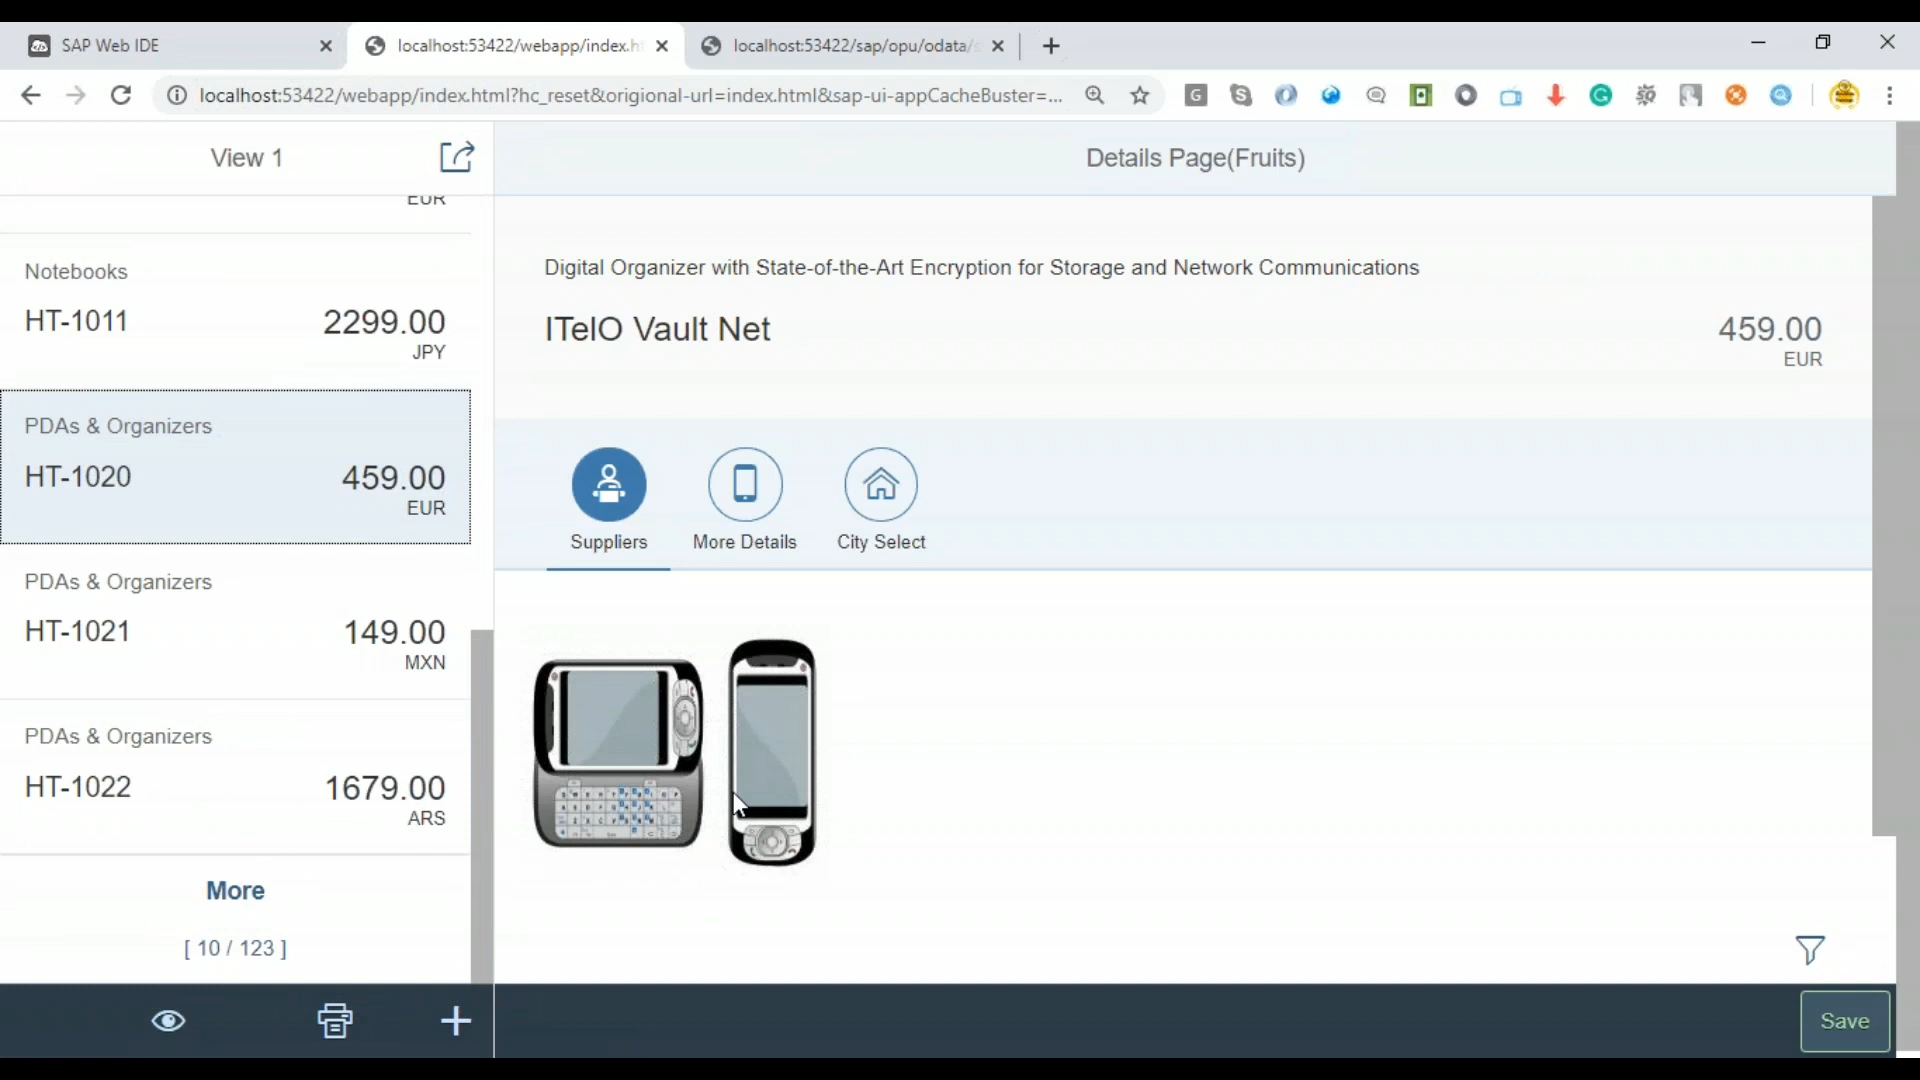 SAP Web IDE
localhost:53422/webapp/index.h
localhost:53422/sap/opu/odata/
localhost:53422/webapp/index.html?hc_reset&origional-url=index.html&sap-ui-appCacheBuster=...
View 1
Details Page(Fruits)
EUR
Notebooks
HT-1011 2299.00
JPY
PDAs & Organizers
HT-1020 459.00
EUR
PDAs & Organizers
HT-1021 149.00
MXN
PDAs & Organizers
HT-1022 1679.00
ARS
More
[ 10 / 123 ]
Digital Organizer with State-of-the-Art Encryption for Storage and Network Communications
ITelO Vault Net 459.00
EUR
Suppliers More Details City Select
Save